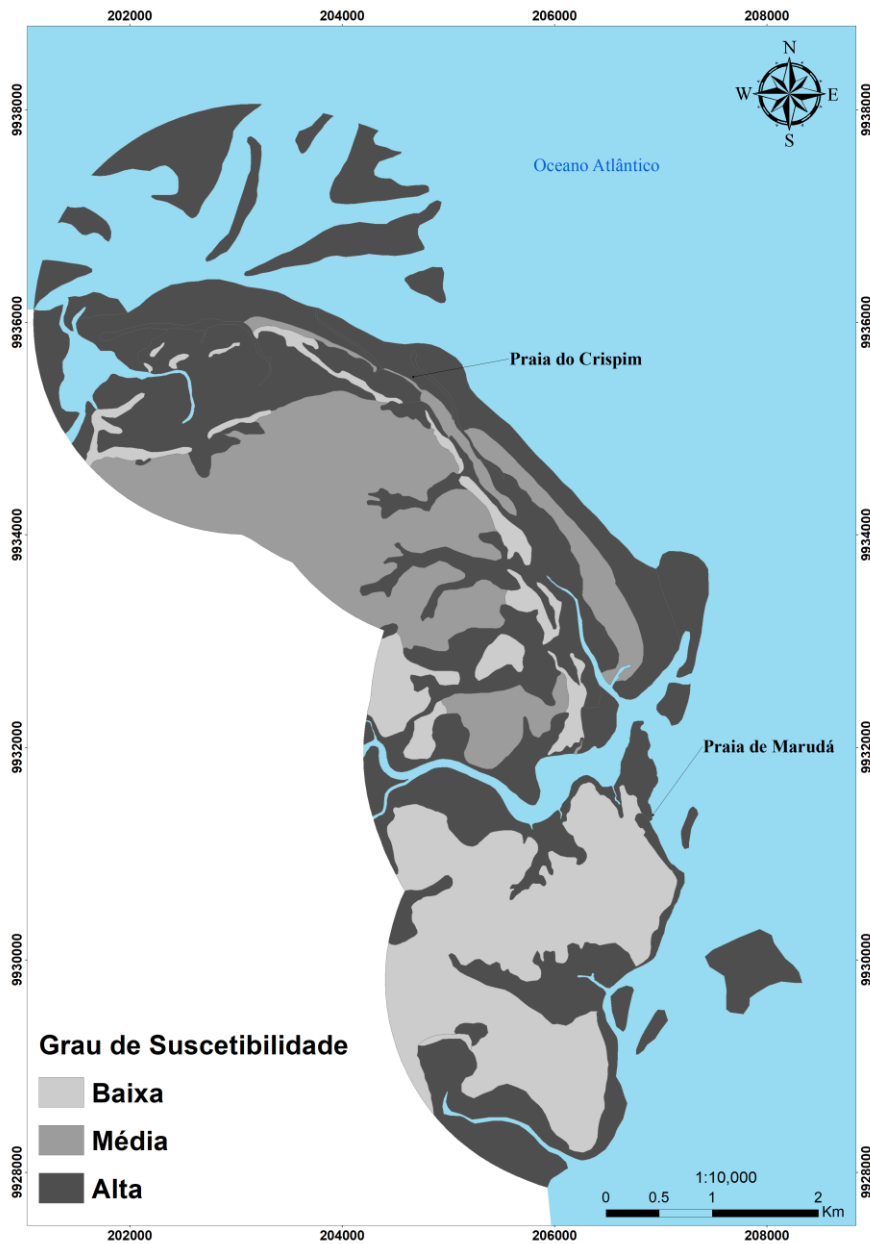 202000 204000 206000 208000
N
W E
S
9938000 9938000
Oceano Atlântico
9936000 9936000
Praia do Crispim
9934000 9934000
9932000 9932000
Praia de Marudá
9930000 9930000
Grau de Suscetibilidade
Baixa
Média
Alta
9928000 9928000
1:10,000
0 0.5 1 2
Km
202000 204000 206000 208000